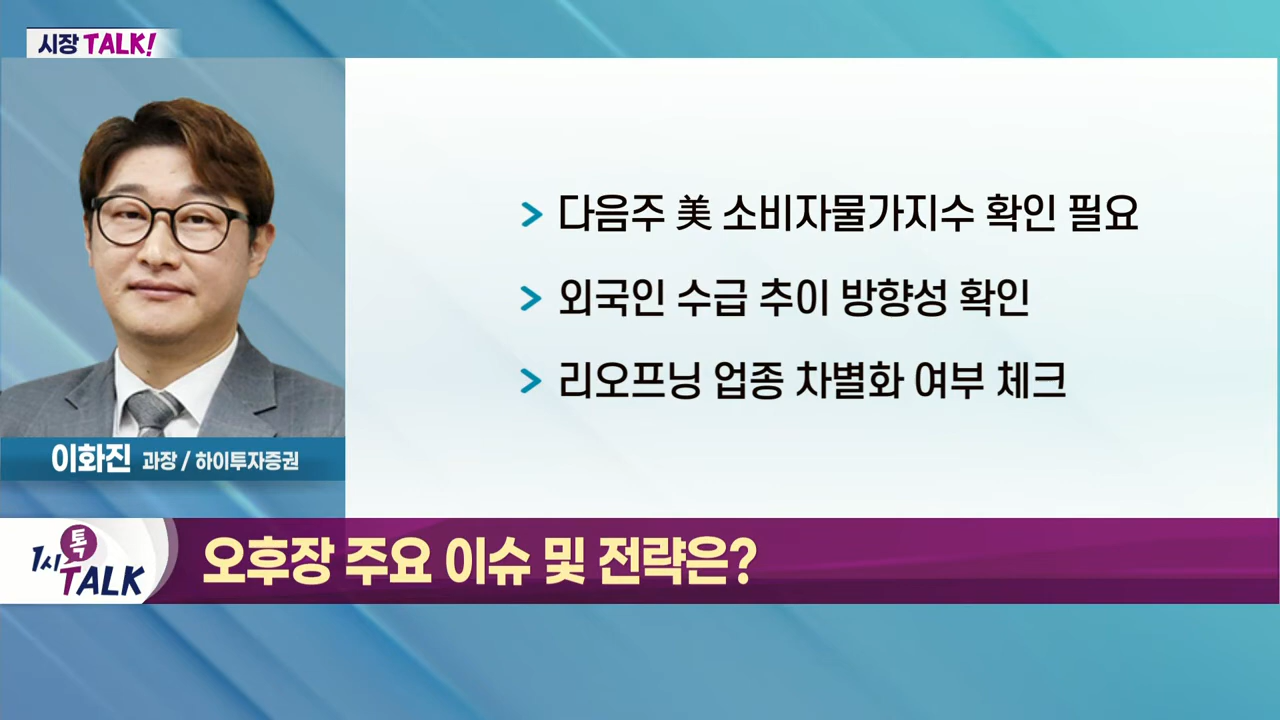 시장 TALK!
> 다음주 美 소비자물가지수 확인 필요
> 외국인 수급 추이 방향성 확인
> 리오프닝 업종 차별화 여부 체크
이화진 과장 / 하이투자증권
1시 톡 TALK
오후장 주요 이슈 및 전략은?